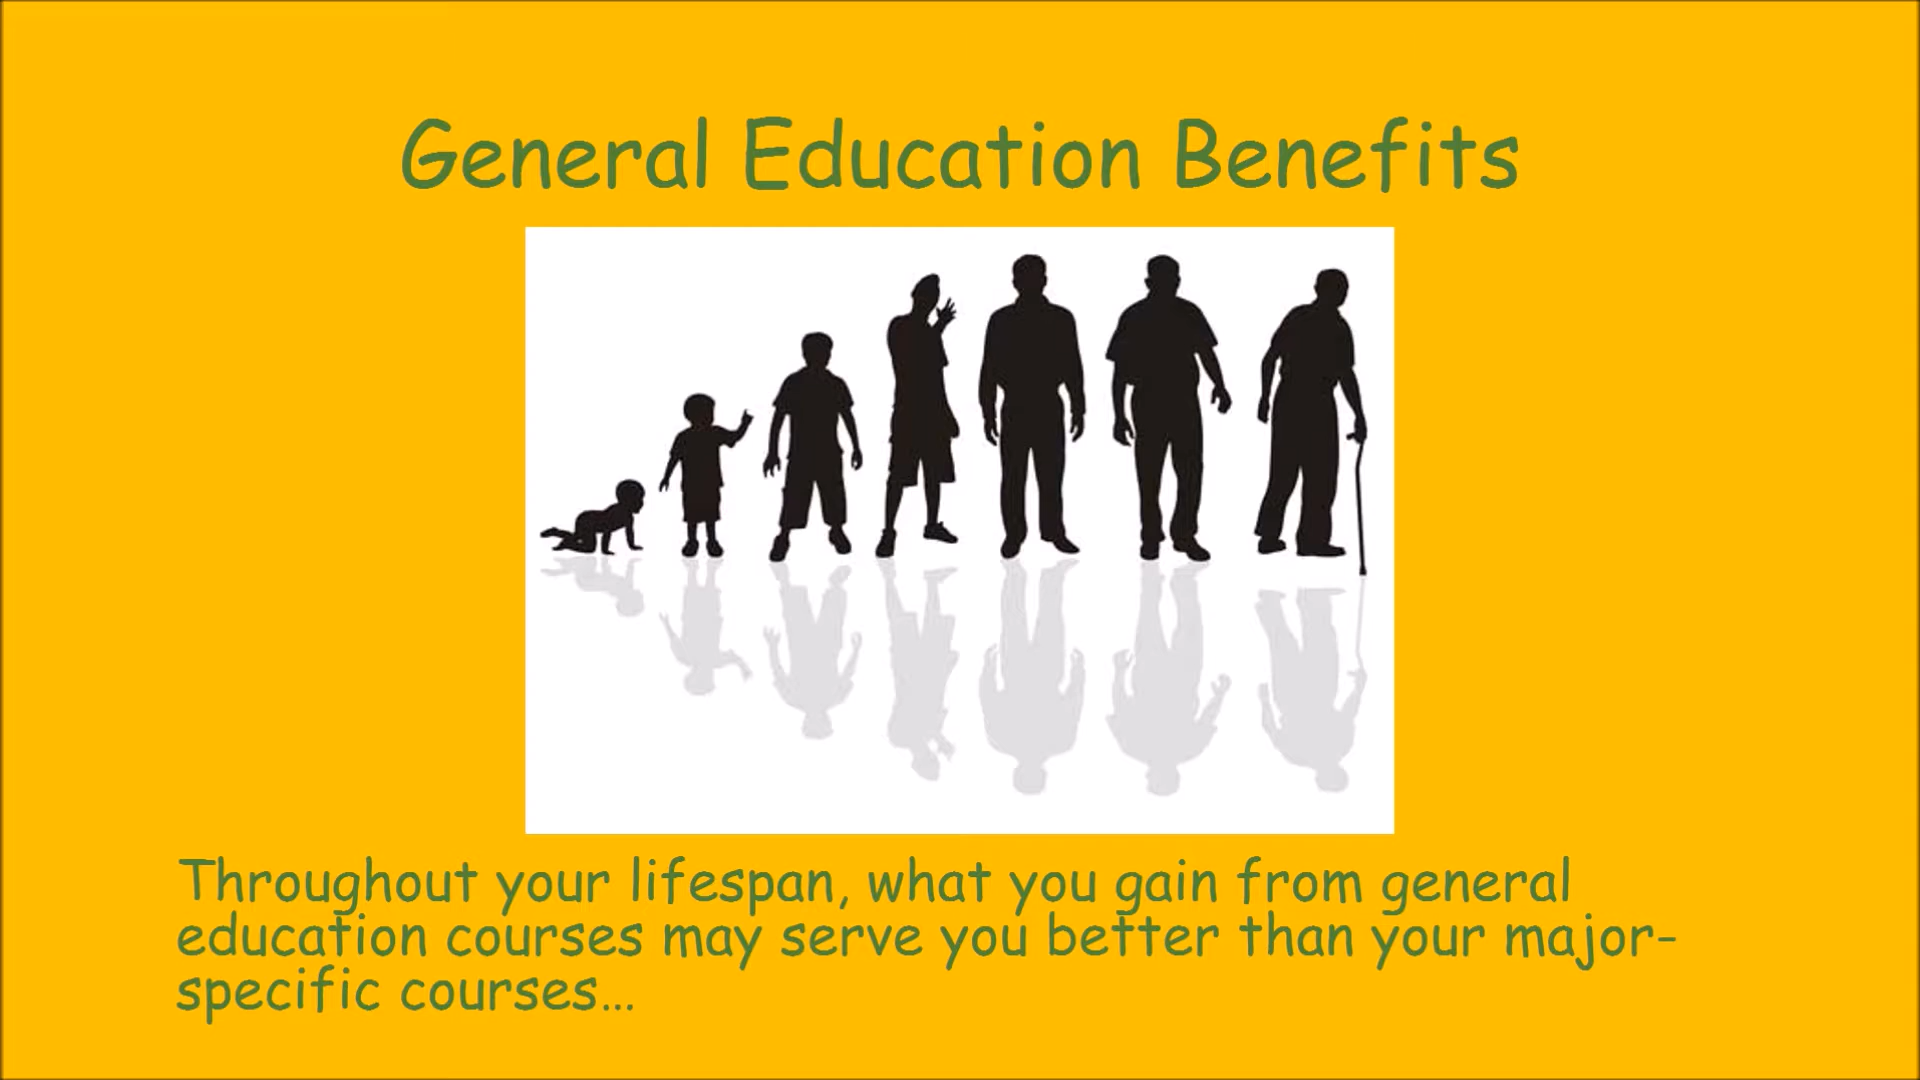 General Education Benefits
Throughout your lifespan, what you gain from general
education courses may serve you better than your major-
specific courses…